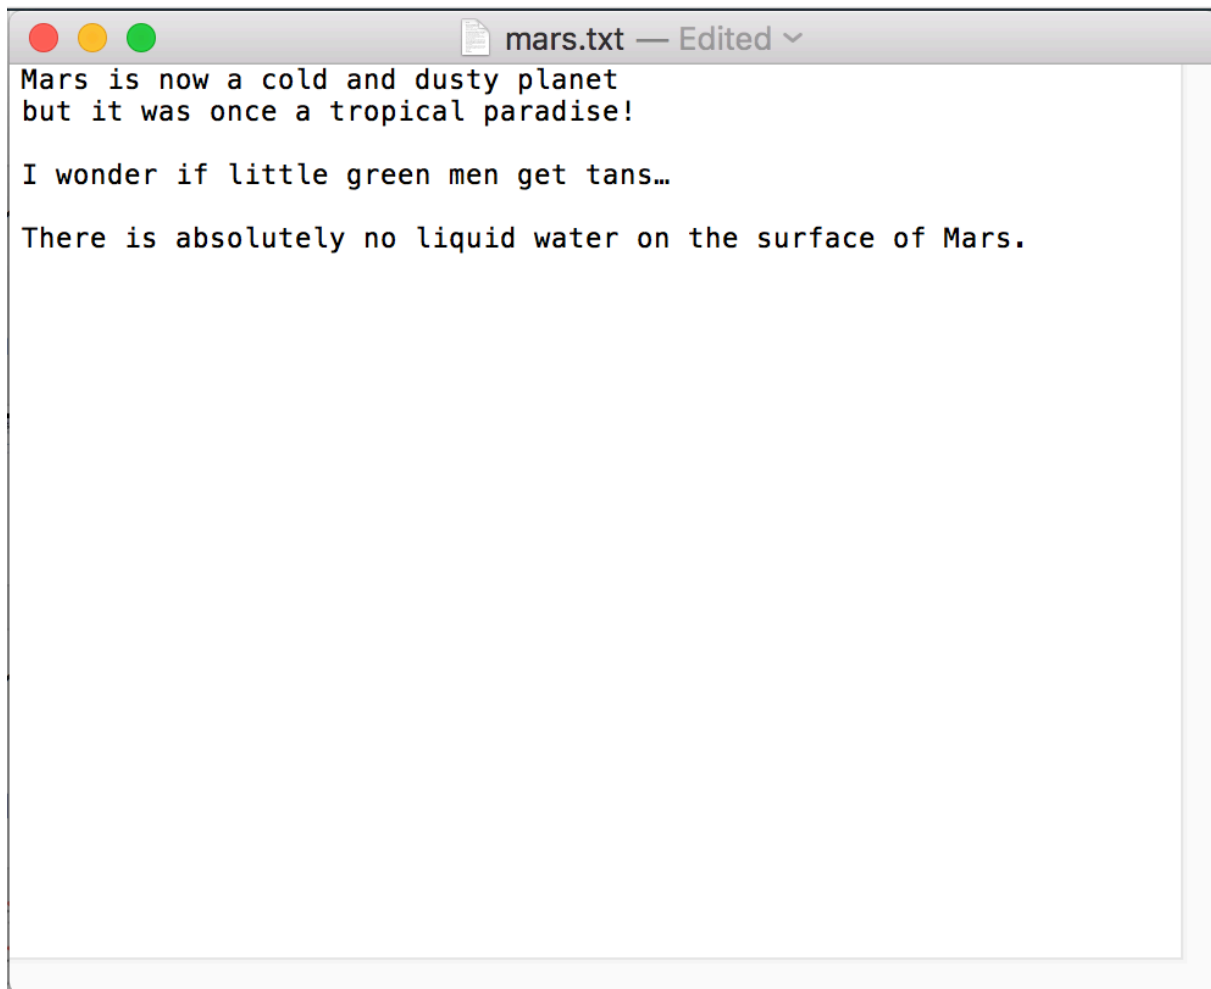 mars.txt — Edited
Mars is now a cold and dusty planet
but it was once a tropical paradise!
I wonder if little green men get tans…
There is absolutely no liquid water on the surface of Mars.